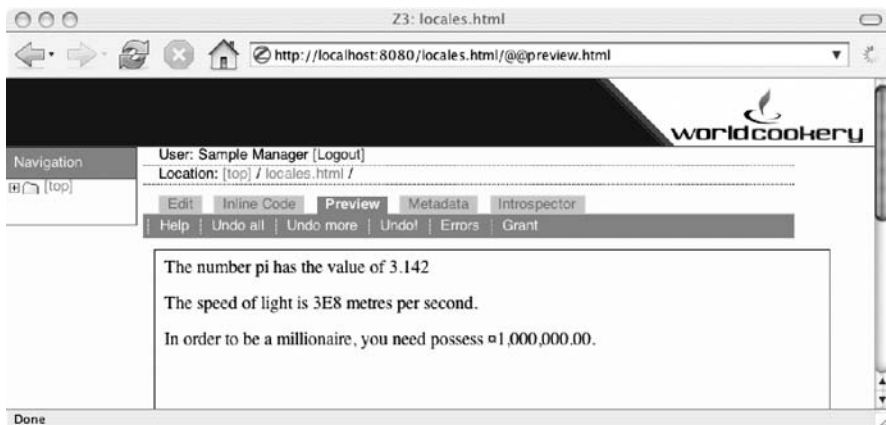 Z3: locales.html
http://localhost:8080/locales.html/@@preview.html
worldcookery
Navigation
[top]
User: Sample Manager [Logout]
Location: [top] / locales.html /
Edit Inline Code Preview Metadata Introspector
Help Undo all Undo more Undo! Errors Grant
The number pi has the value of 3.142
The speed of light is 3E8 metres per second.
In order to be a millionaire, you need possess ¤1,000,000.00.
Done